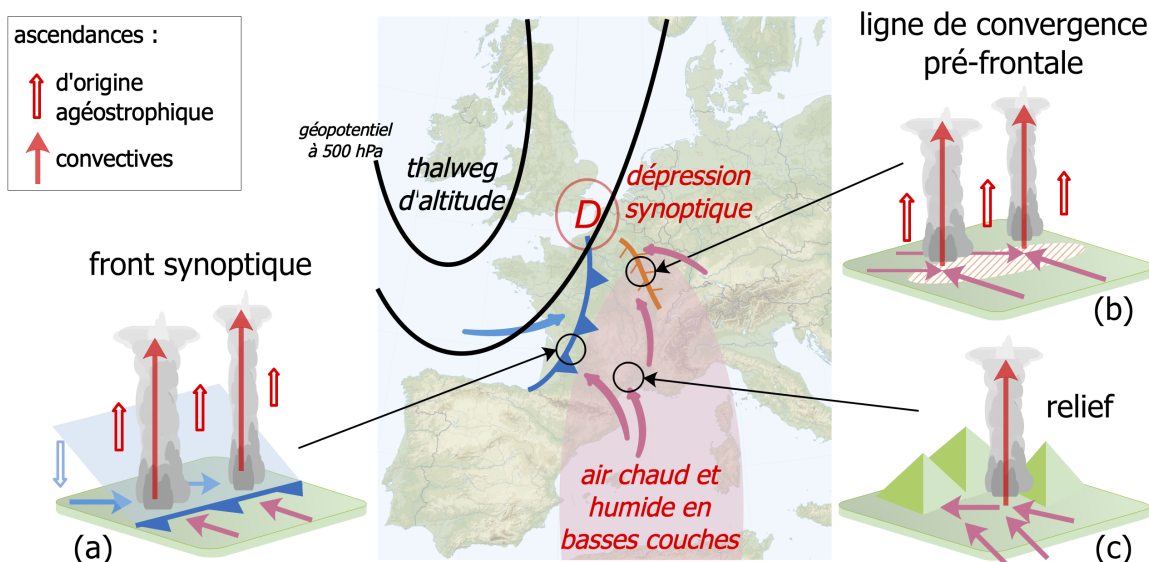 ascendances :
d'origine
agéostrophique
convectives
géopotentiel
à 500 hPa
thalweg
d'altitude
D
dépression
synoptique
ligne de convergence
pré-frontale
(b)
front synoptique
(a)
air chaud et
humide en
basses couches
relief
(c)